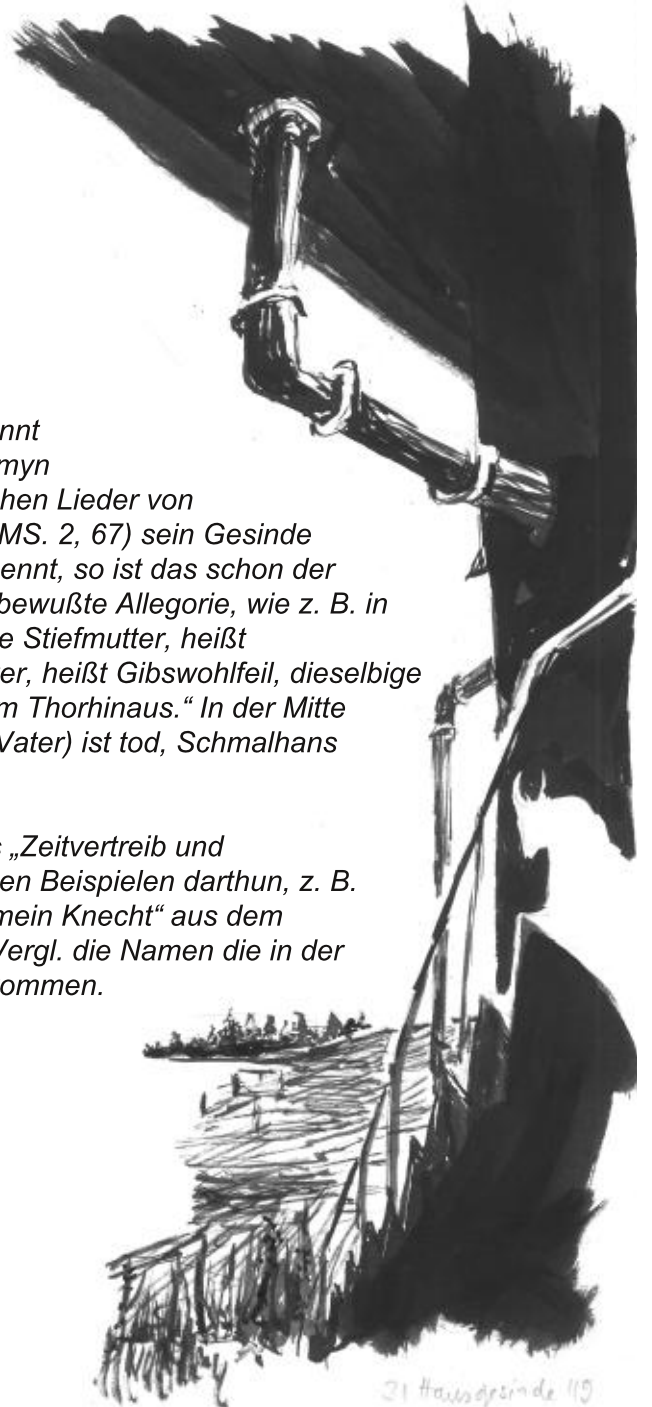 nnt
myn
hen Lieder von
MS. 2, 67) sein Gesinde
ennt, so ist das schon der
bewußte Allegorie, wie z. B. in
e Stiefmutter, heißt
er, heißt Gibswohlfeil, dieselbige
m Thorhinaus.“ In der Mitte
Vater) ist tod, Schmalhans
s „Zeitvertreib und
en Beispielen darthun, z. B.
mein Knecht“ aus dem
Vergl. die Namen die in der
ommen.
21 Hausgesinde '19